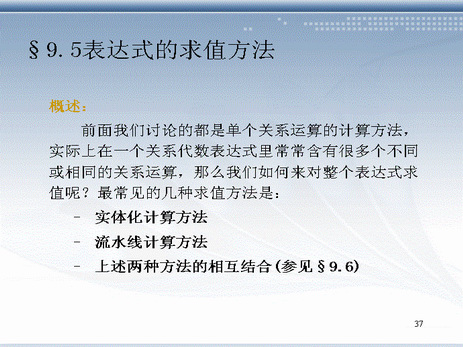 §9.5表达式的求值方法
概述：
前面我们讨论的都是单个关系运算的计算方法，
实际上在一个关系代数表达式里常常含有很多个不同
或相同的关系运算，那么我们如何来对整个表达式求
值呢？最常见的几种求值方法是：
– 实体化计算方法
– 流水线计算方法
– 上述两种方法的相互结合(参见§9.6)
37